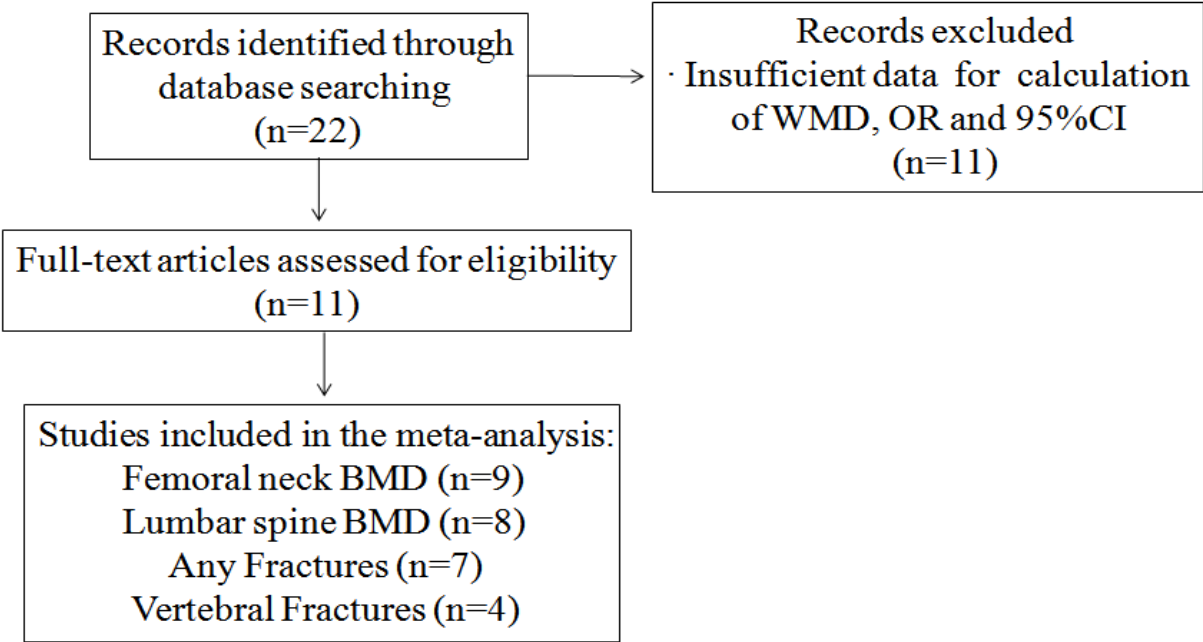 Records identified through
database searching
(n=22)
Records excluded
· Insufficient data for calculation
of WMD, OR and 95%CI
(n=11)
Full-text articles assessed for eligibility
(n=11)
Studies included in the meta-analysis:
Femoral neck BMD (n=9)
Lumbar spine BMD (n=8)
Any Fractures (n=7)
Vertebral Fractures (n=4)